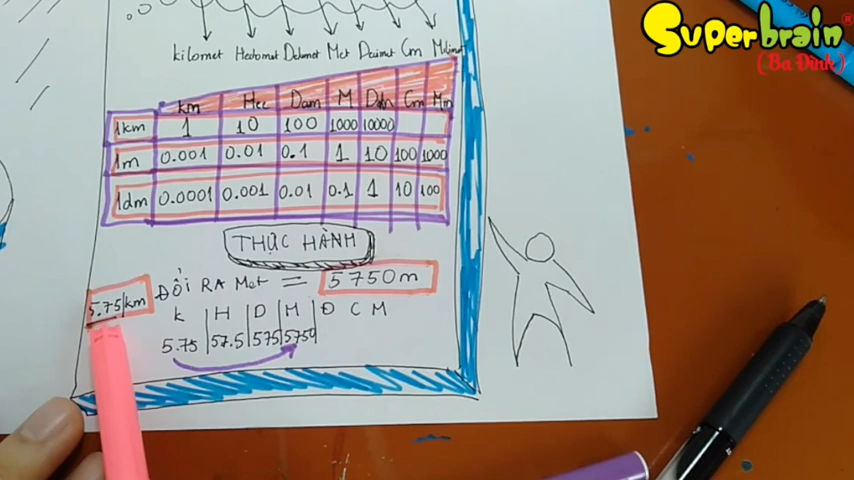 Superbrain
(Ba Đình)
kilomet Hectomet Dekamet Met Decimet Cm Milimet
km Hec Dam M Dcm Cm Mm
1km 1 10 100 1000 10000
1m 0.001 0.01 0.1 1 10 100 1000
1dm 0.0001 0.001 0.01 0.1 1 10 100
THỰC HÀNH
5.75km ĐỔI RA Met = 5750m
K H D M Đ C M
5.75 57.5 575 5750